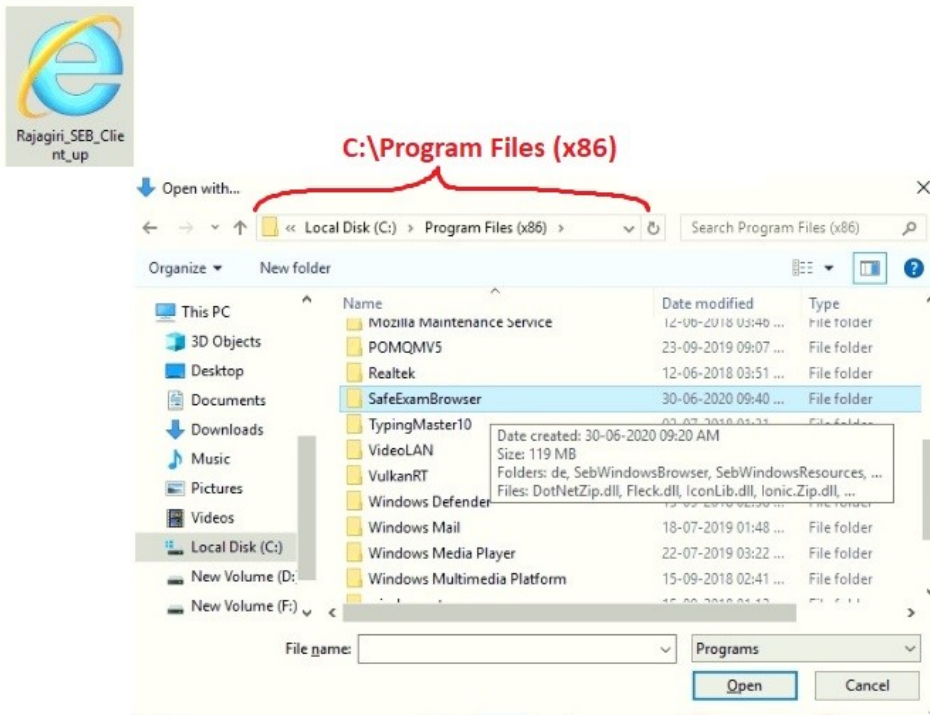 Rajagiri_SEB_Clie
nt_up
C:\Program Files (x86)
Open with...
« Local Disk (C:) › Program Files (x86) ›
Search Program Files (x86)
Organize
New folder
This PC
3D Objects
Desktop
Documents
Downloads
Music
Pictures
Videos
Local Disk (C:)
New Volume (D:
New Volume (F:)
Name Date modified Type
Mozilla Maintenance Service 12-06-2018 03:46 ... File folder
POMQMV5 23-09-2019 09:07 ... File folder
Realtek 12-06-2018 03:51 ... File folder
SafeExamBrowser 30-06-2020 09:40 ... File folder
TypingMaster10
VideoLAN
VulkanRT
Windows Defender
Windows Mail 18-07-2019 01:48 ... File folder
Windows Media Player 22-07-2019 03:22 ... File folder
Windows Multimedia Platform 15-09-2018 02:41 ... File folder
Date created: 30-06-2020 09:20 AM
Size: 119 MB
Folders: de, SebWindowsBrowser, SebWindowsResources, ...
Files: DotNetZip.dll, Fleck.dll, IconLib.dll, Ionic.Zip.dll, ...
File name:
Programs
Open
Cancel